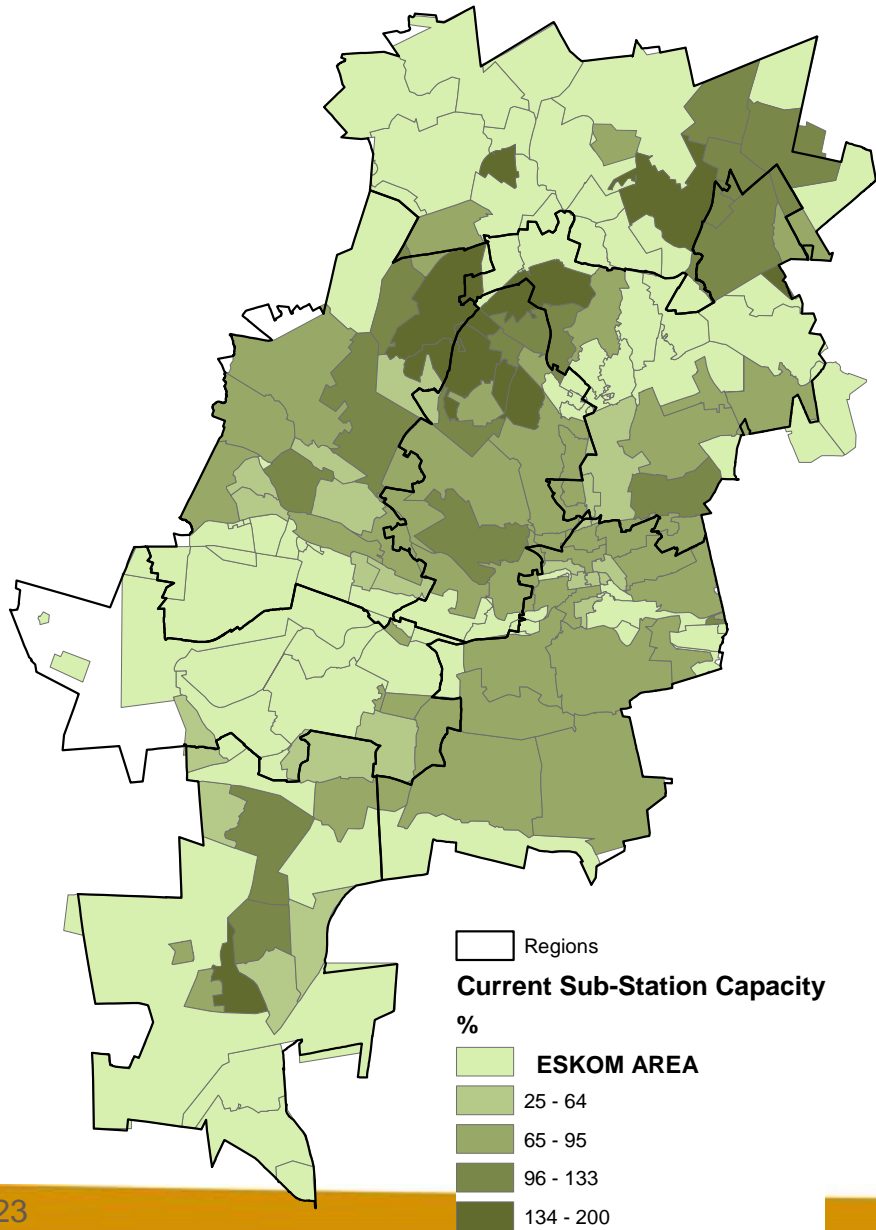 Regions
Current Sub-Station Capacity
%
ESKOM AREA
25 - 64
65 - 95
96 - 133
134 - 200
23